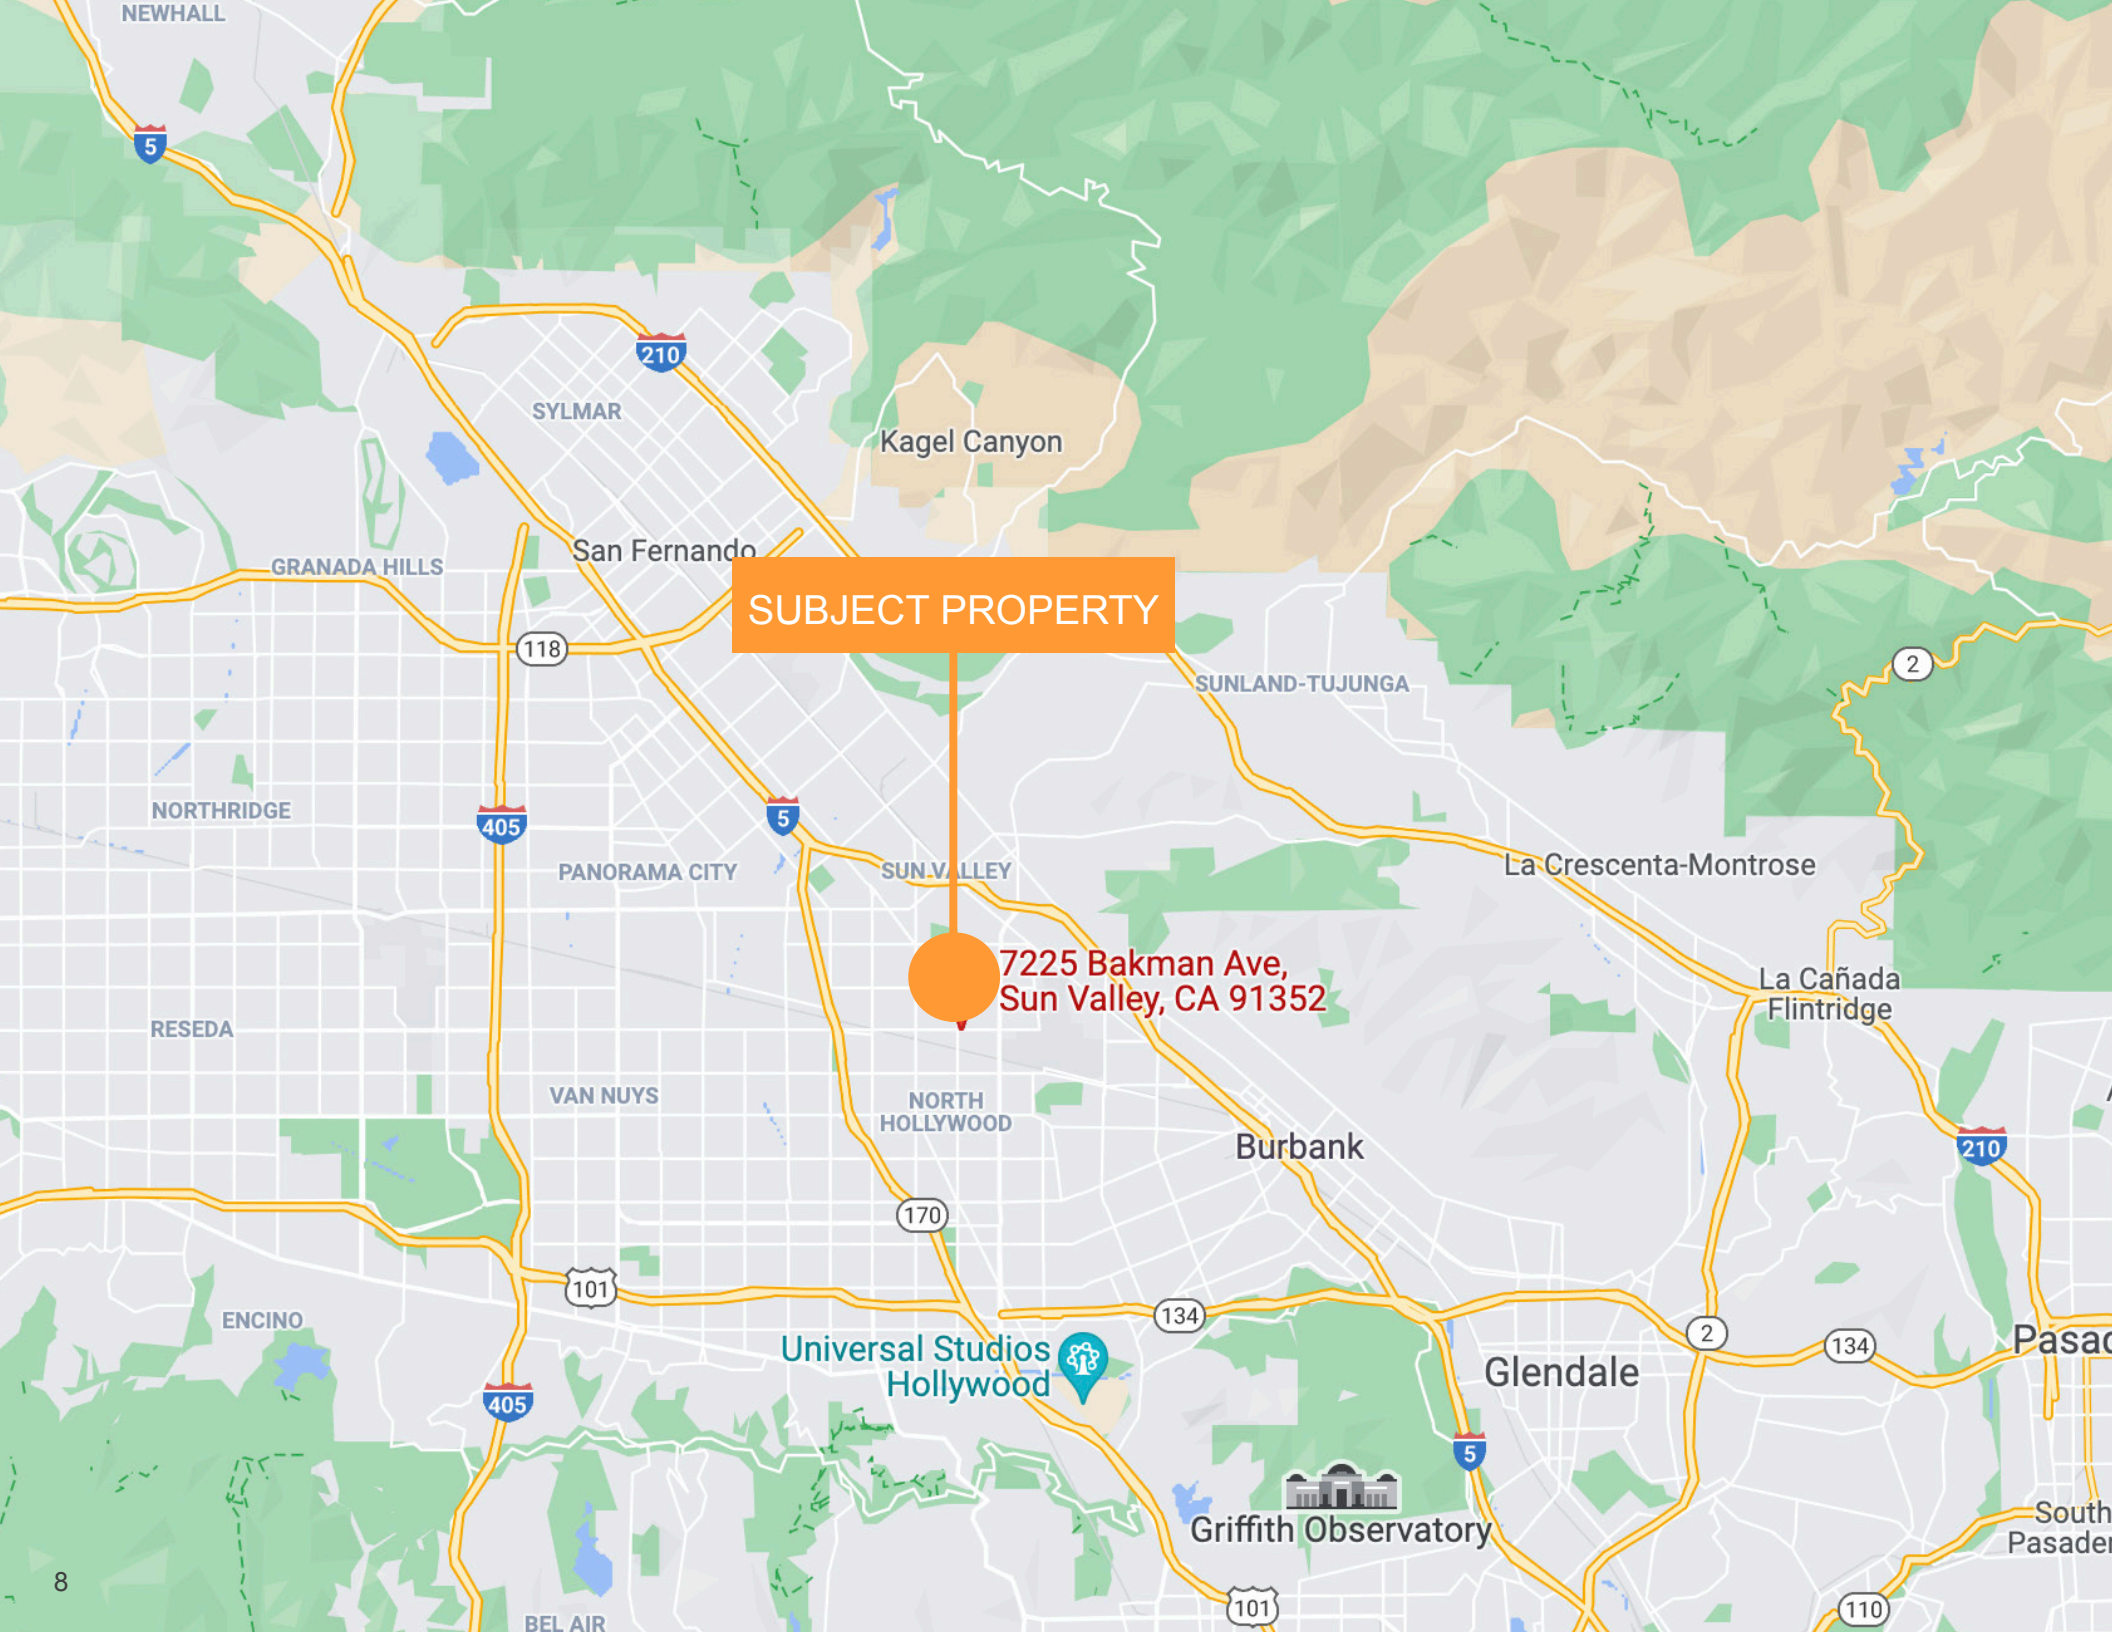 NEWHALL
5
210
SYLMAR
Kagel Canyon
San Fernando
GRANADA HILLS
SUBJECT PROPERTY
118
2
SUNLAND-TUJUNGA
NORTHRIDGE
405
5
PANORAMA CITY
SUN VALLEY
La Crescenta-Montrose
7225 Bakman Ave,
Sun Valley, CA 91352
La Cañada
Flintridge
RESEDA
VAN NUYS
NORTH
HOLLYWOOD
Burbank
210
170
101
134
ENCINO
2
134
Universal Studios
Hollywood
Pasad
Glendale
405
5
Griffith Observatory
South
Pasader
8
101
110
BEL AIR